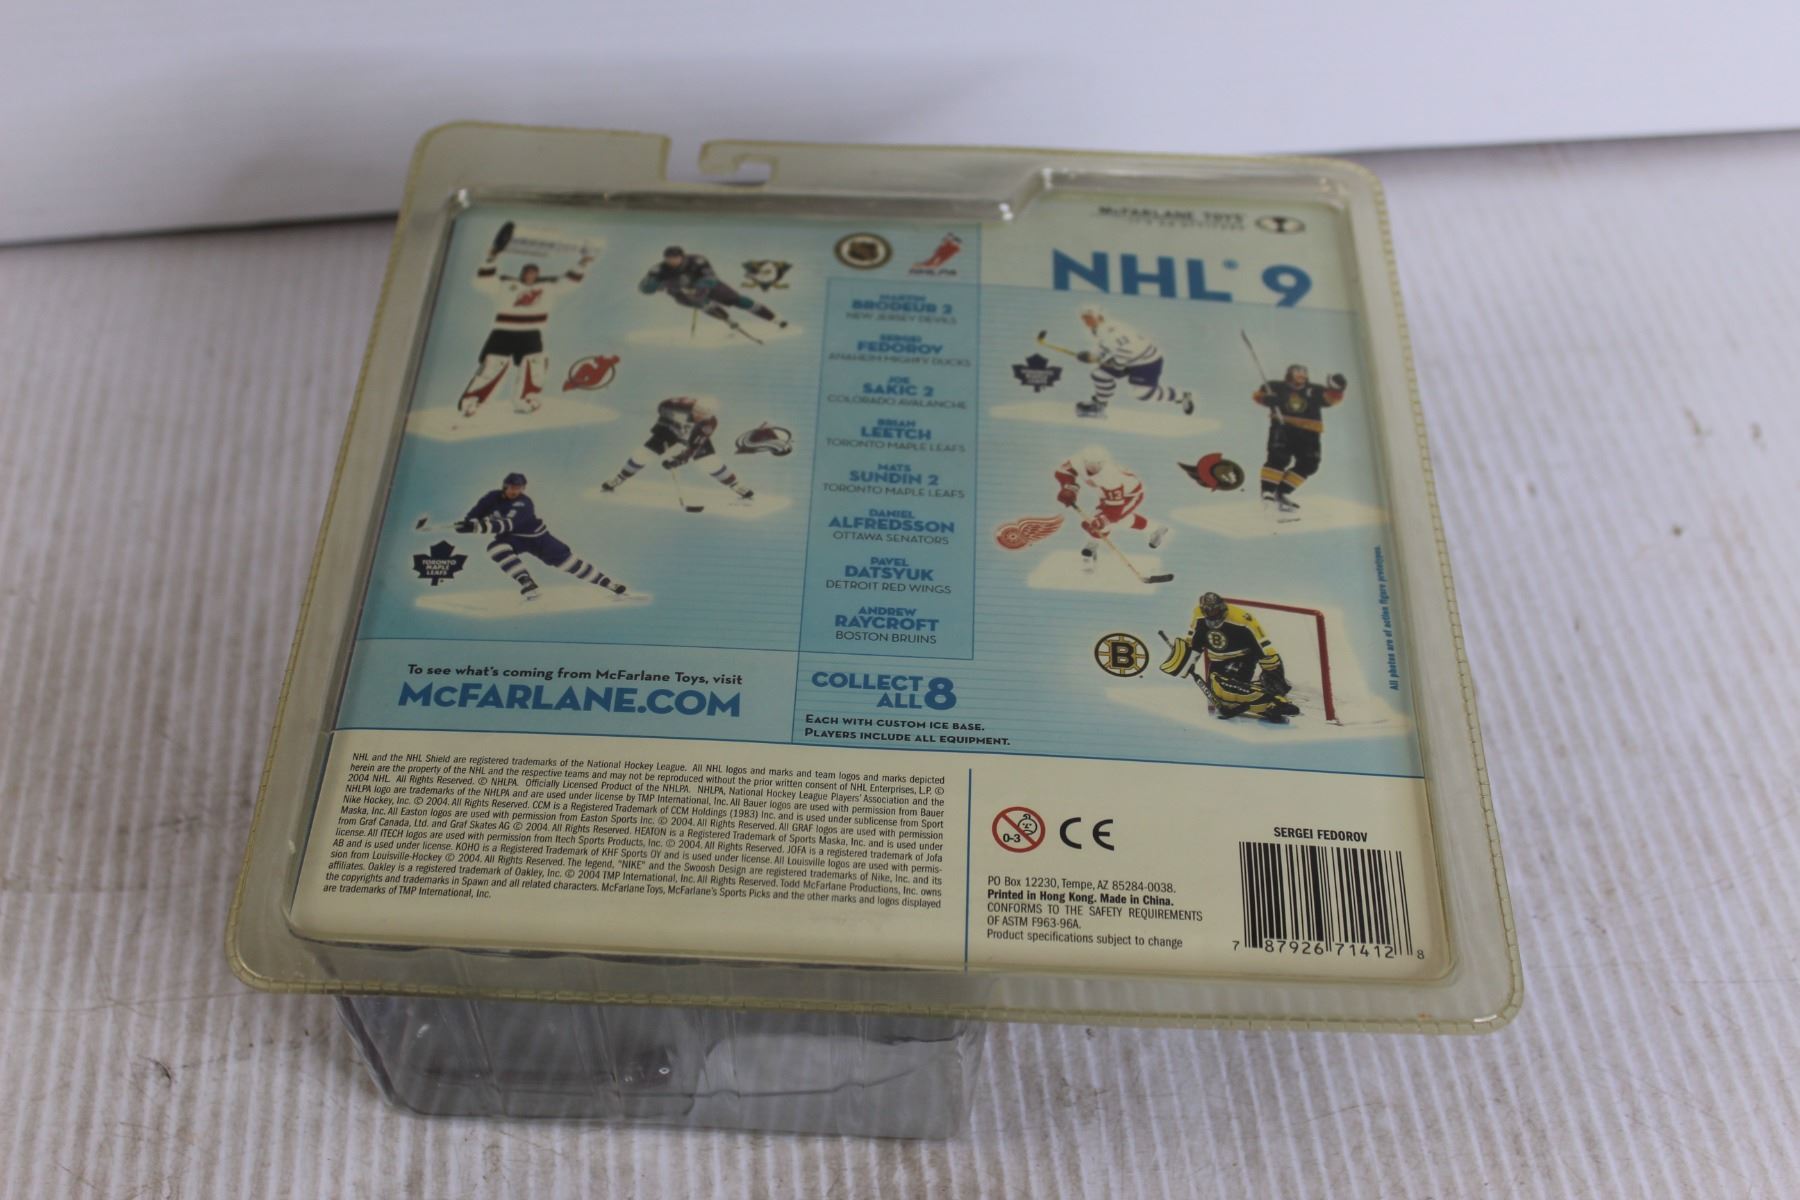 McFARLANE TOYS
NHL® 9
NHLPA
MARTIN
BRODEUR 2
NEW JERSEY DEVILS
SERGEI
FEDOROV
ANAHEIM MIGHTY DUCKS
JOE
SAKIC 2
COLORADO AVALANCHE
BRIAN
LEETCH
TORONTO MAPLE LEAFS
MATS
SUNDIN 2
TORONTO MAPLE LEAFS
DANIEL
ALFREDSSON
OTTAWA SENATORS
PAVEL
DATSYUK
DETROIT RED WINGS
ANDREW
RAYCROFT
BOSTON BRUINS
TORONTO
MAPLE
LEAFS
13
B
All photos are of action figure prototypes.
To see what's coming from McFarlane Toys, visit
McFARLANE.COM
COLLECT
ALL 8
EACH WITH CUSTOM ICE BASE.
PLAYERS INCLUDE ALL EQUIPMENT.
NHL and the NHL Shield are registered trademarks of the National Hockey League. All NHL logos and marks and team logos and marks depicted
herein are the property of the NHL and the respective teams and may not be reproduced without the prior written consent of NHL Enterprises, L.P. ©
2004 NHL. All Rights Reserved. © NHLPA. Officially Licensed Product of the NHLPA. NHLPA, National Hockey League Players' Association and the
NHLPA logo are trademarks of the NHLPA and are used under license by TMP International, Inc. All Bauer logos are used with permission from Bauer
Nike Hockey, Inc. © 2004. All Rights Reserved. CCM is a Registered Trademark of CCM Holdings (1983) Inc. and is used under sublicense from Sport
Maska, Inc. All Easton logos are used with permission from Easton Sports Inc. © 2004. All Rights Reserved. All GRAF logos are used with permission
from Graf Canada, Ltd. and Graf Skates AG © 2004. All Rights Reserved. HEATON is a Registered Trademark of Sports Maska, Inc. and is used under
license. All ITECH logos are used with permission from Itech Sports Products, Inc. © 2004. All Rights Reserved. JOFA is a registered trademark of Jofa
AB and is used under license. KOHO is a Registered Trademark of KHF Sports OY and is used under license. All Louisville logos are used with permis-
sion from Louisville-Hockey © 2004. All Rights Reserved. The legend, "NIKE" and the Swoosh Design are registered trademarks of Nike, Inc. and its
affiliates. Oakley is a registered trademark of Oakley, Inc. © 2004 TMP International, Inc. All Rights Reserved. Todd McFarlane Productions, Inc. owns
the copyrights and trademarks in Spawn and all related characters. McFarlane Toys, McFarlane's Sports Picks and the other marks and logos displayed
are trademarks of TMP International, Inc.
0-3
CE
PO Box 12230, Tempe, AZ 85284-0038.
Printed in Hong Kong. Made in China.
CONFORMS TO THE SAFETY REQUIREMENTS
OF ASTM F963-96A.
Product specifications subject to change
SERGEI FEDOROV
7 87926 71412 8